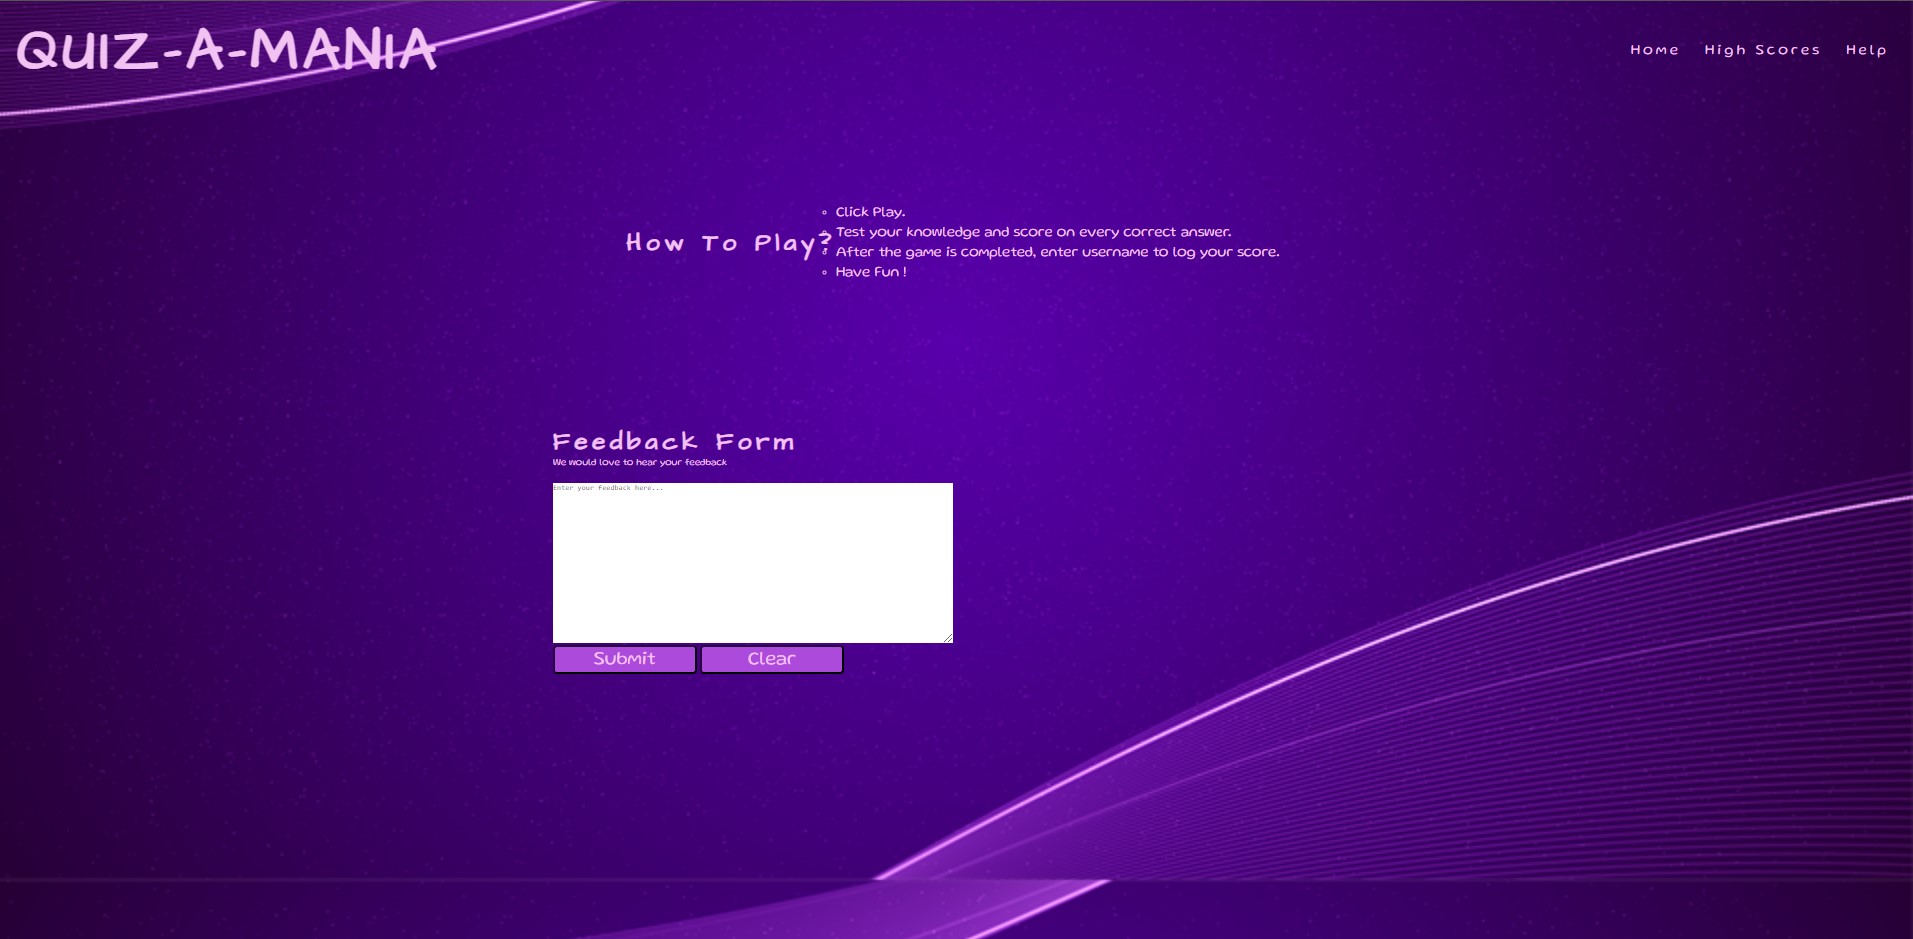 QUIZ-A-MANIA
Home High Scores Help
How To Play?
Click Play.
Test your knowledge and score on every correct answer.
After the game is completed, enter username to log your score.
Have Fun !
Feedback Form
We would love to hear your feedback
Enter your feedback here...
Submit Clear